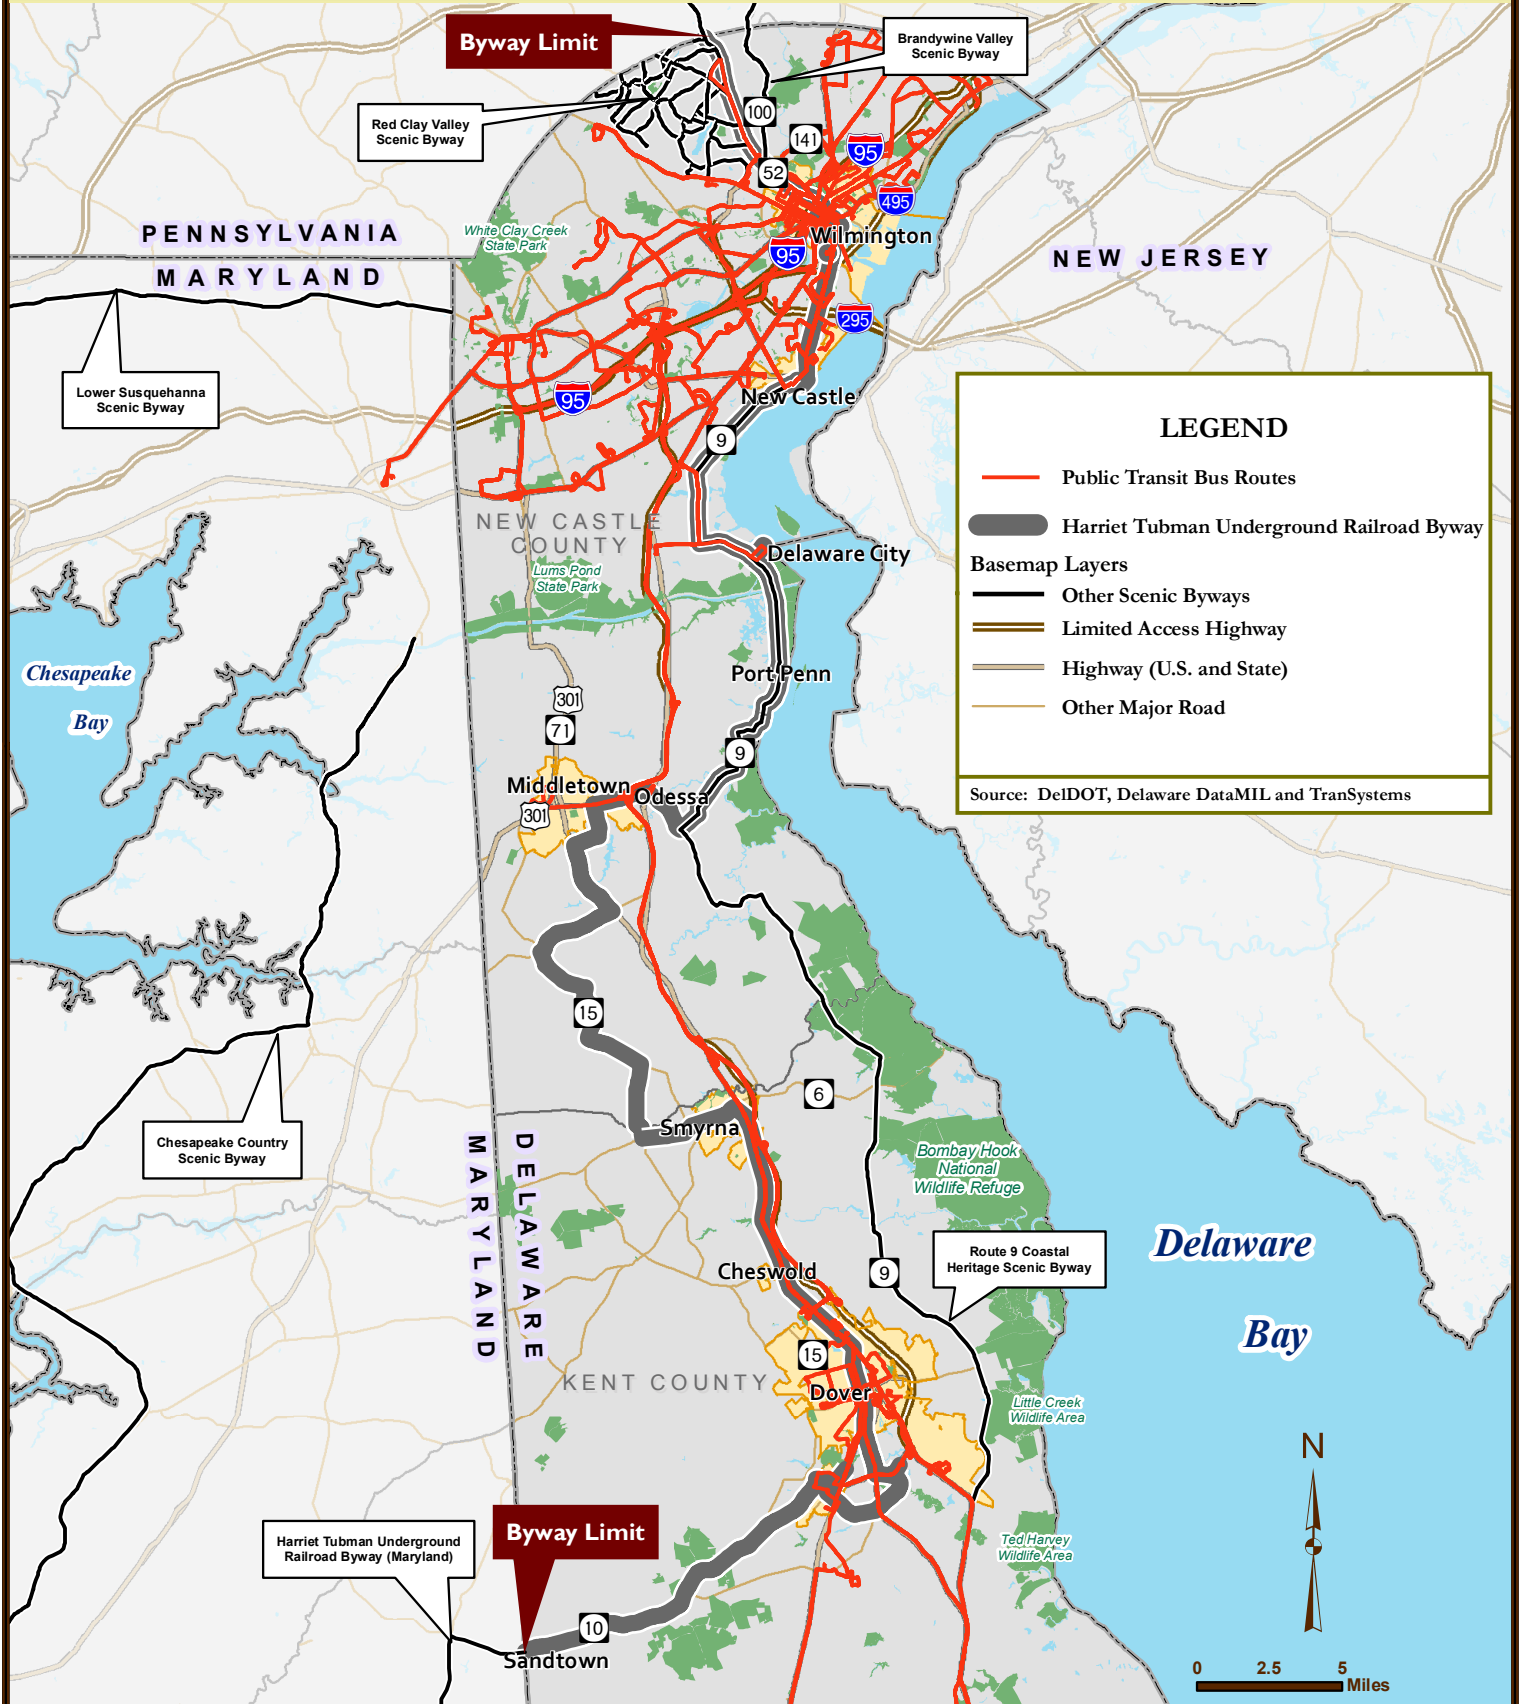 Byway Limit
Brandywine Valley
Scenic Byway
Red Clay Valley
Scenic Byway
100
141
95
52
495
PENNSYLVANIA
White Clay Creek
State Park
Wilmington
95
NEW JERSEY
MARYLAND
295
Lower Susquehanna
Scenic Byway
95
New Castle
9
LEGEND
Public Transit Bus Routes
Harriet Tubman Underground Railroad Byway
Basemap Layers
Other Scenic Byways
Limited Access Highway
Highway (U.S. and State)
Other Major Road
Source: DelDOT, Delaware DataMIL and TranSystems
NEW CASTLE
COUNTY
Delaware City
Lums Pond
State Park
Chesapeake
Bay
Port Penn
301
71
9
Middletown
Odessa
301
15
6
Smyrna
Chesapeake Country
Scenic Byway
MARYLAND
DELAWARE
Bombay Hook
National
Wildlife Refuge
Delaware
Bay
Route 9 Coastal
Heritage Scenic Byway
Cheswold
9
15
KENT COUNTY
Dover
Little Creek
Wildlife Area
N
Byway Limit
Harriet Tubman Underground
Railroad Byway (Maryland)
Ted Harvey
Wildlife Area
10
Sandtown
0 2.5 5
Miles